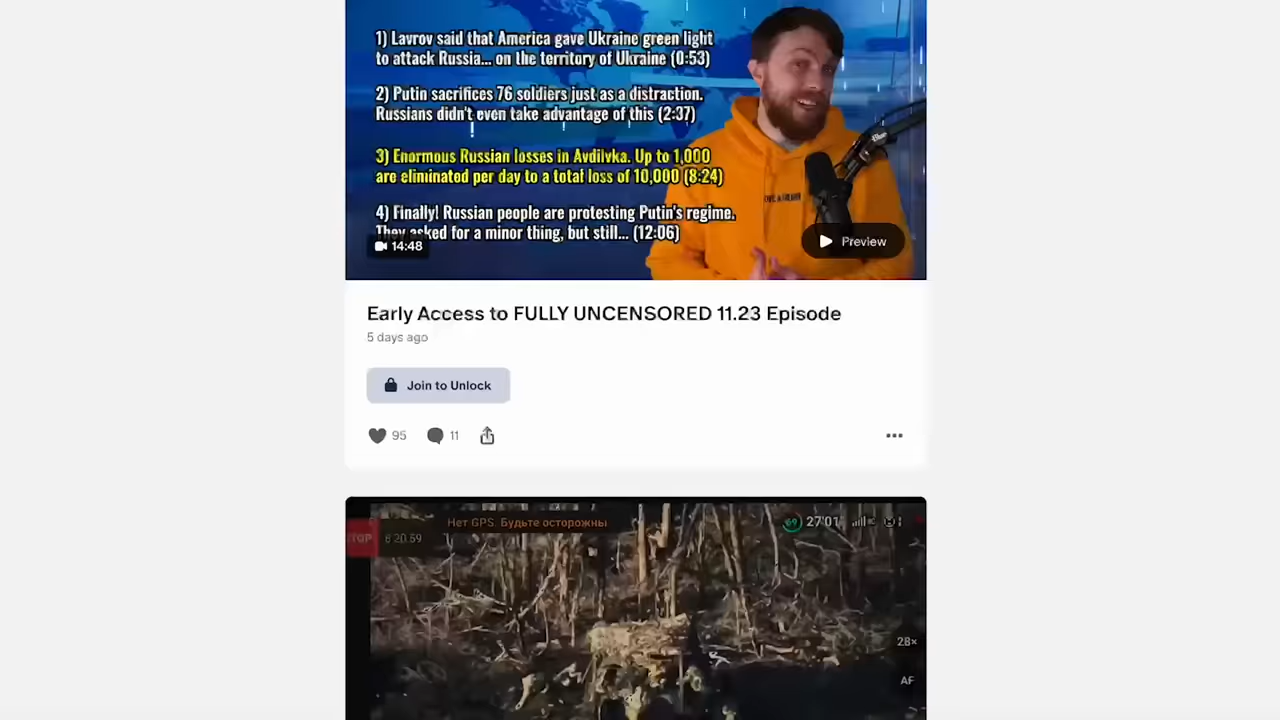 1) Lavrov said that America gave Ukraine green light
to attack Russia... on the territory of Ukraine (0:53)
2) Putin sacrifices 76 soldiers just as a distraction.
Russians didn't even take advantage of this (2:37)
3) Enormous Russian losses in Avdiivka. Up to 1,000
are eliminated per day to a total loss of 10,000 (8:24)
4) Finally! Russian people are protesting Putin's regime.
They asked for a minor thing, but still... (12:06)
14:48
Preview
Early Access to FULLY UNCENSORED 11.23 Episode
5 days ago
Join to Unlock
95 11
Нет GPS. Будьте осторожны
69 27'01"
8:20:59
28×
AF